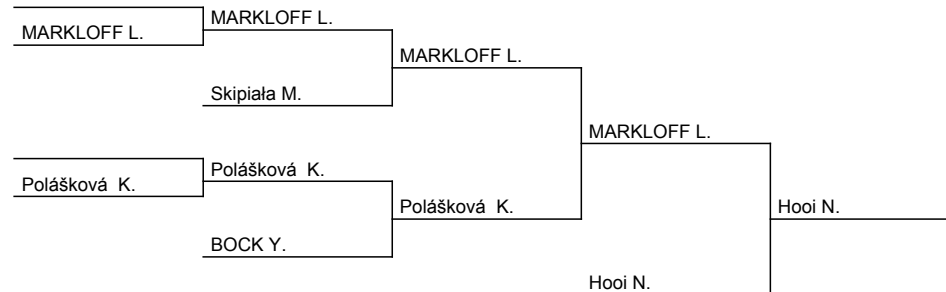 MARKLOFF L.
MARKLOFF L.
MARKLOFF L.
Skipiała M.
MARKLOFF L.
Polášková  K.
Polášková  K.
Polášková  K.
Hooi N.
BOCK Y.
Hooi N.